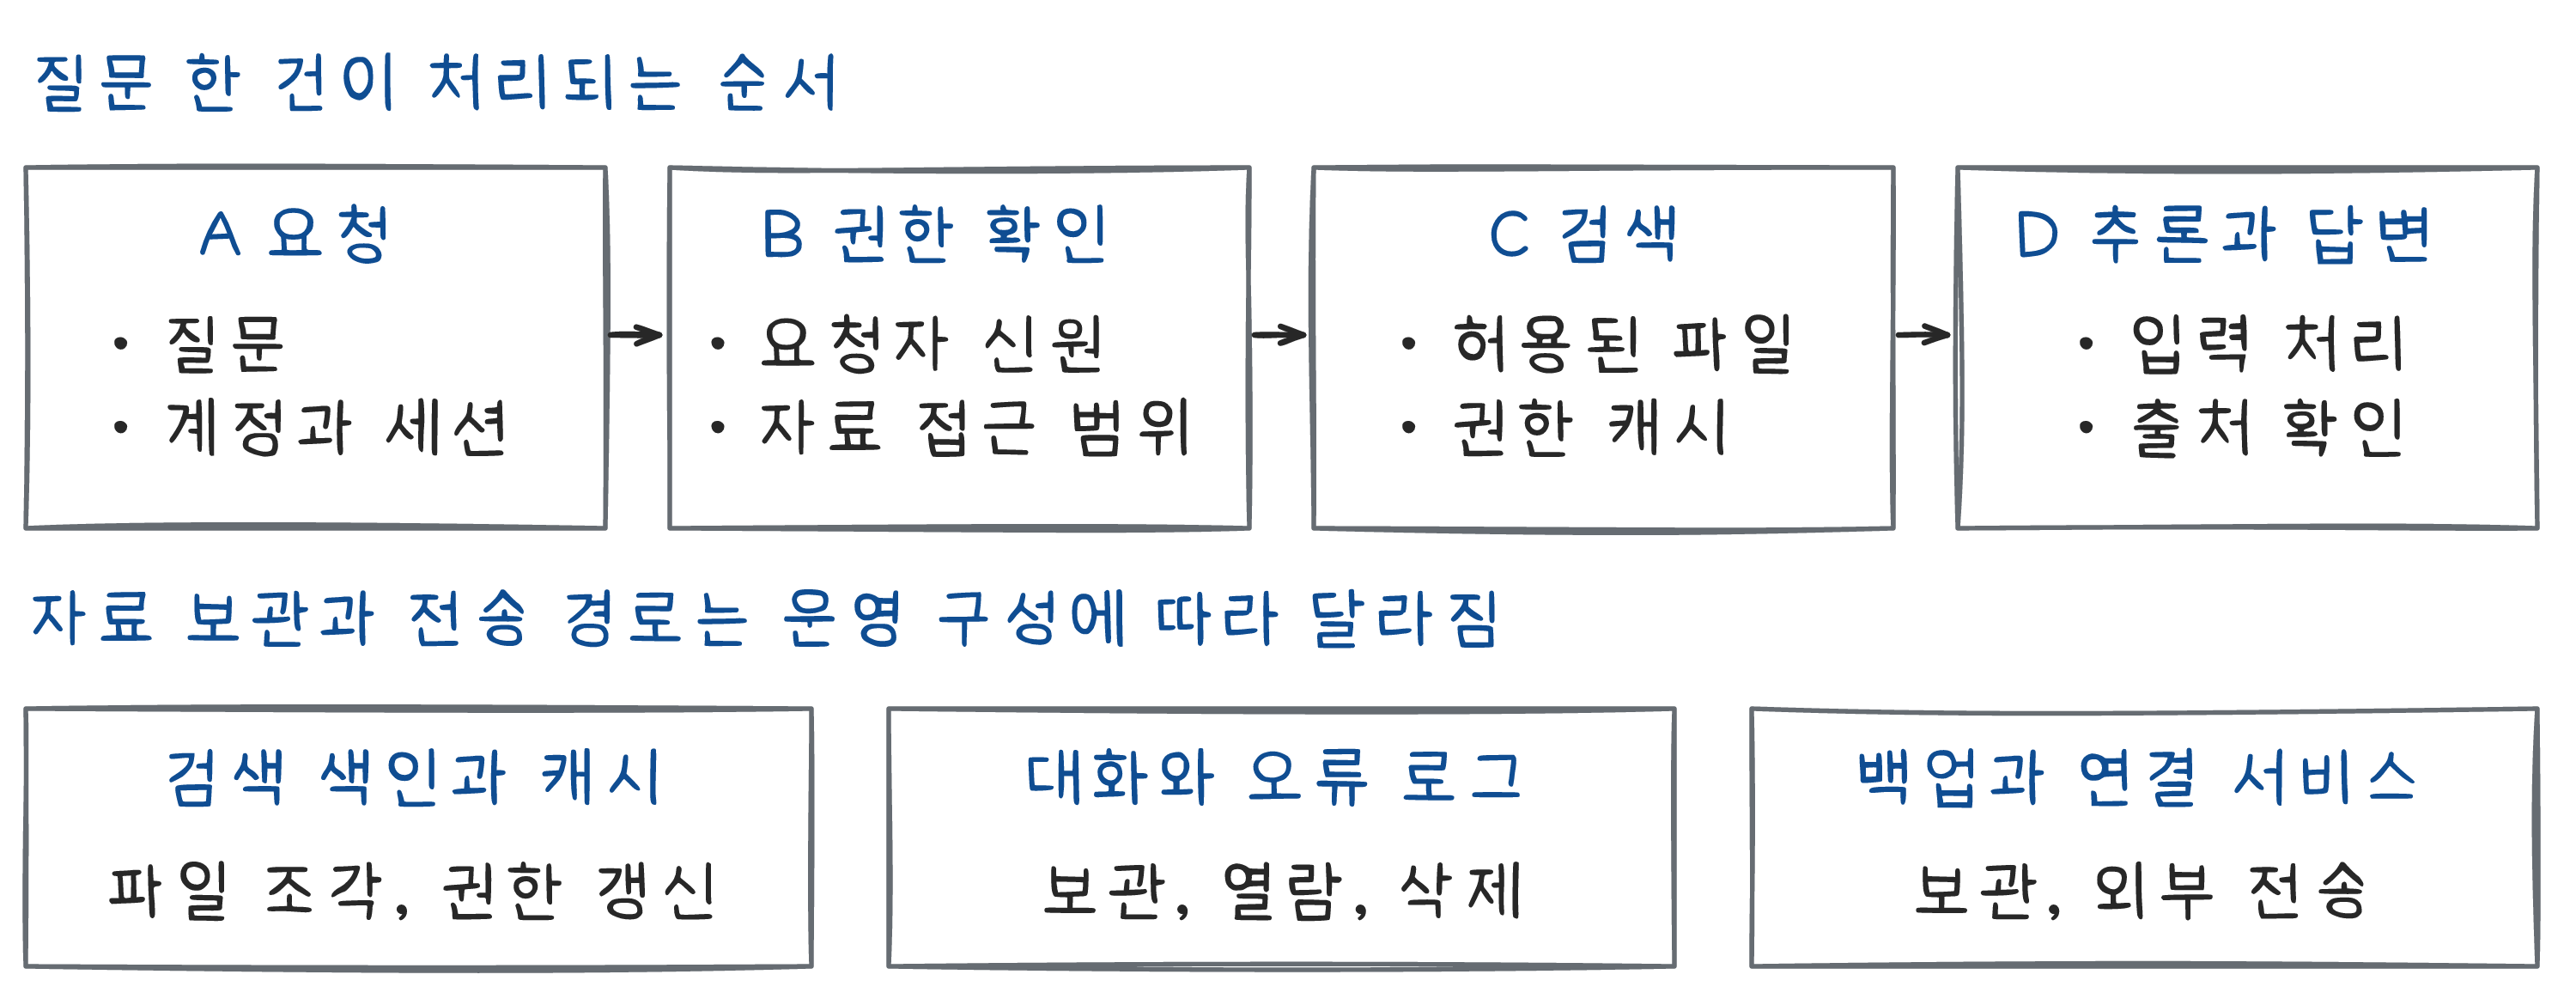 질문 한 건이 처리되는 순서
A 요청
• 질문
• 계정과 세션
B 권한 확인
• 요청자 신원
• 자료 접근 범위
C 검색
• 허용된 파일
• 권한 캐시
D 추론과 답변
• 입력 처리
• 출처 확인
자료 보관과 전송 경로는 운영 구성에 따라 달라짐
검색 색인과 캐시
파일 조각, 권한 갱신
대화와 오류 로그
보관, 열람, 삭제
백업과 연결 서비스
보관, 외부 전송